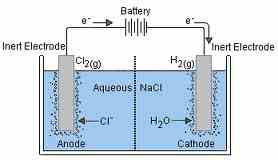 Battery
e⁻
e⁻
Inert Electrode
Inert Electrode
Cl₂(g)
H₂(g)
Aqueous NaCl
Cl⁻
H₂O
Anode
Cathode